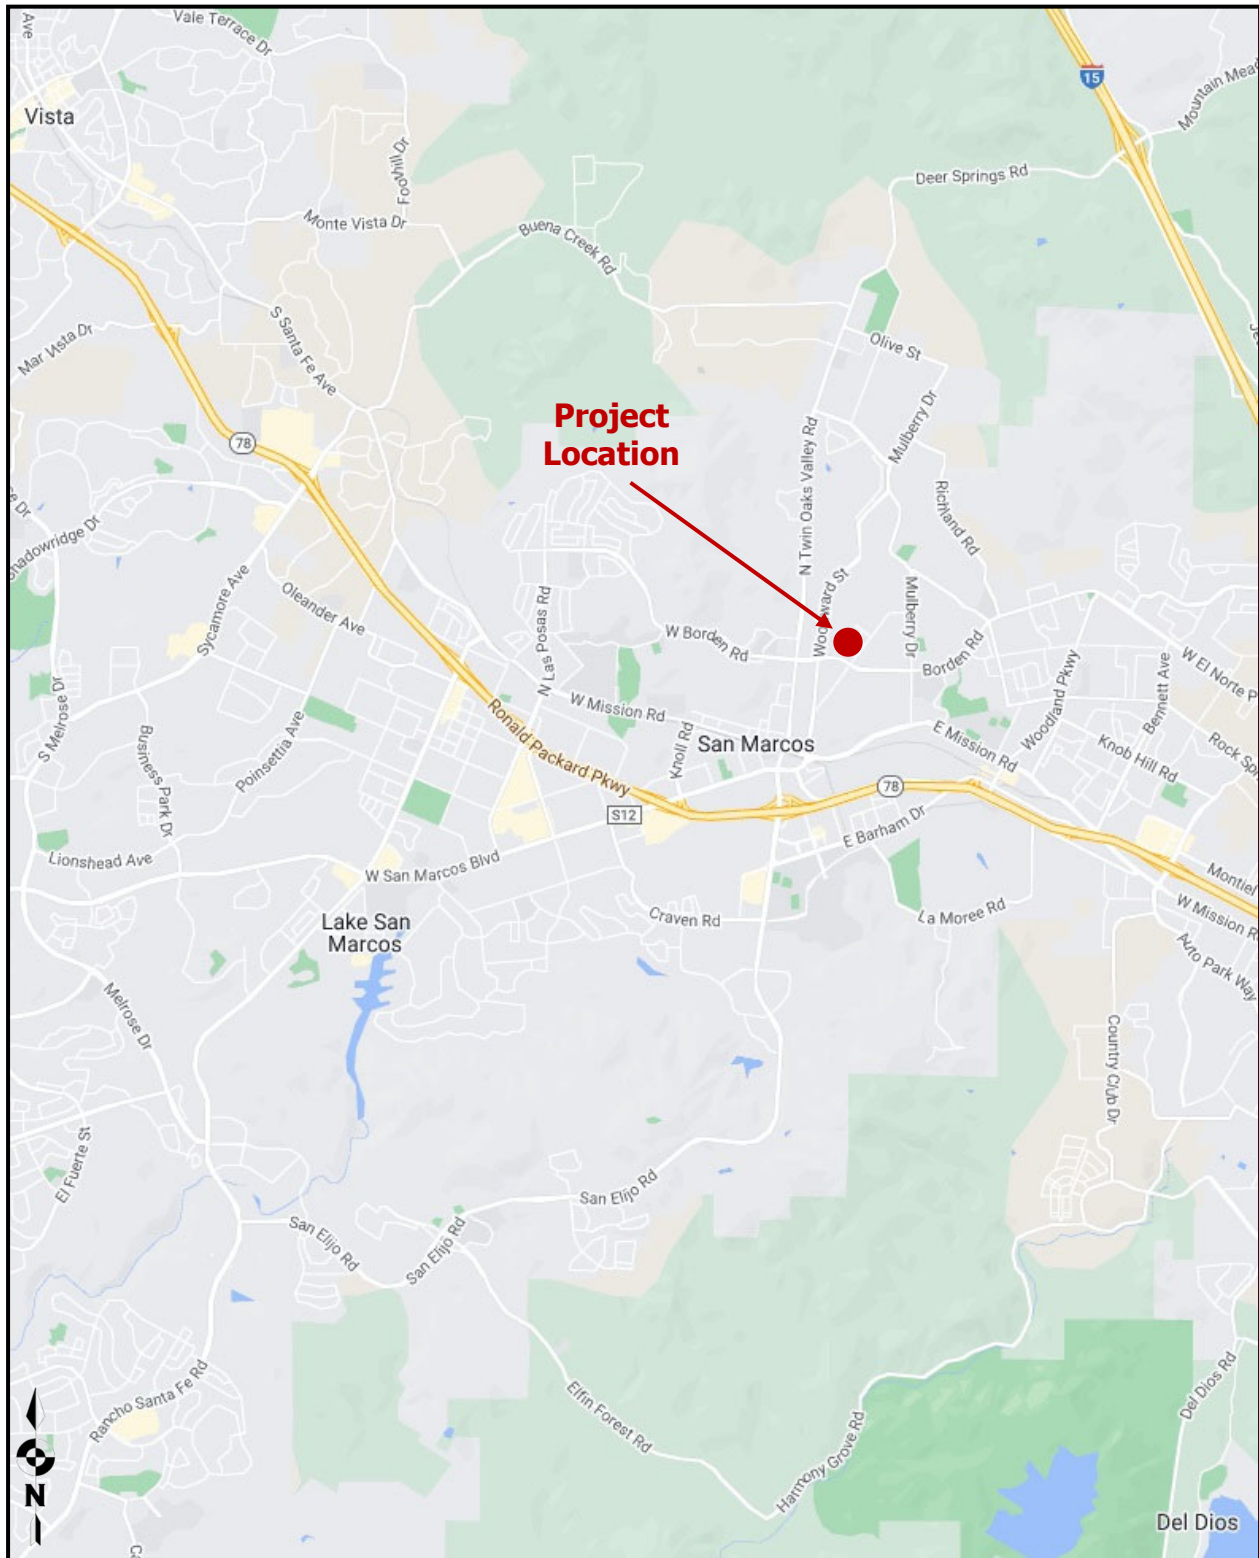 Ave
Vale Terrace Dr
15
Mountain Mead
Vista
Foothill Dr
Deer Springs Rd
Monte Vista Dr
Buena Creek Rd
S Santa Fe Ave
Mar Vista Dr
Olive St
Mulberry Dr
Project
Location
N Twin Oaks Valley Rd
78
Richland Rd
hadowridge Dr
Sycamore Ave
Oleander Ave
N Las Posas Rd
Woodward St
Mulberry Dr
W Borden Rd
Borden Rd
W El Norte P
Bennett Ave
Woodland Pkwy
S Melrose Dr
Business Park Dr
Poinsettia Ave
Ronald Packard Pkwy
W Mission Rd
Knoll Rd
San Marcos
E Mission Rd
Knob Hill Rd
Rock Spr
78
S12
E Barham Dr
Lionshead Ave
W San Marcos Blvd
Montiel
Lake San
Marcos
Craven Rd
La Moree Rd
W Mission R
Auto Park Way
Melrose Dr
Country Club Dr
El Fuerte St
San Elijo Rd
San Elijo Rd
San Elijo Rd
Rancho Santa Fe Rd
Elfin Forest Rd
Harmony Grove Rd
Del Dios Rd
N
Del Dios